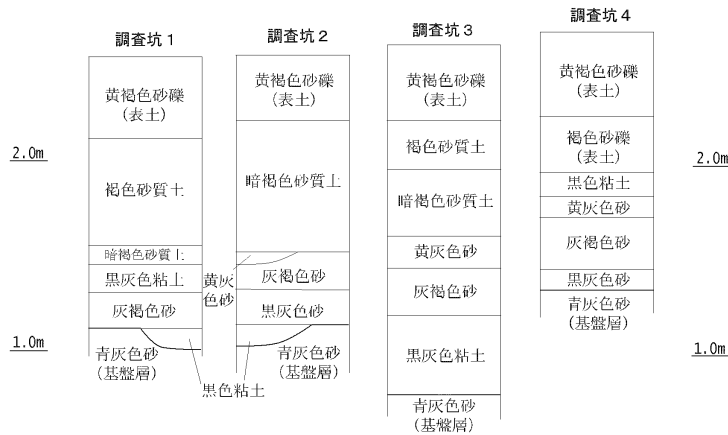 調査坑１
黄褐色砂礫
(表土)
褐色砂質土
暗褐色砂質土
黒灰色粘土
灰褐色砂
青灰色砂
(基盤層)
黒色粘土
調査坑２
黄褐色砂礫
(表土)
暗褐色砂質土
黄灰
色砂
灰褐色砂
黒灰色砂
青灰色砂
(基盤層)
調査坑３
黄褐色砂礫
(表土)
褐色砂質土
暗褐色砂質土
黄灰色砂
灰褐色砂
黒灰色粘土
青灰色砂
(基盤層)
調査坑４
黄褐色砂礫
(表土)
褐色砂礫
(表土)
黒色粘土
黄灰色砂
灰褐色砂
黒灰色砂
青灰色砂
(基盤層)
2.0m
1.0m
2.0m
1.0m